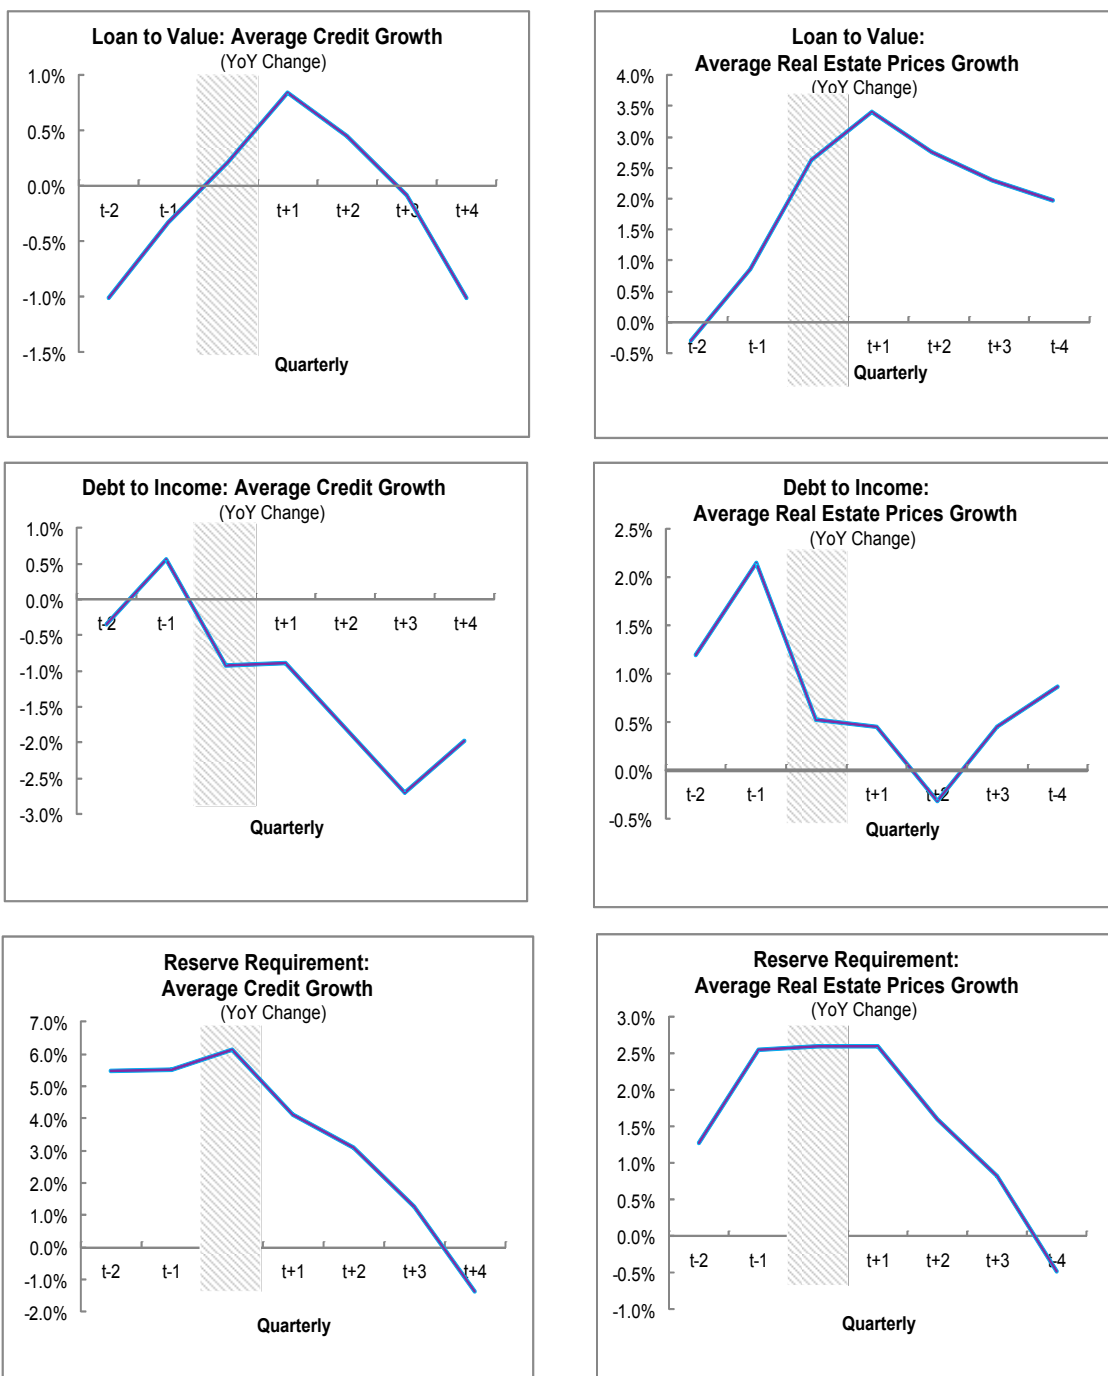 Loan to Value: Average Credit Growth
(YoY Change)
1.0%
0.5%
0.0%
-0.5%
-1.0%
-1.5%
t-2 t-1 t+1 t+2 t+3 t+4
Quarterly
Loan to Value:
Average Real Estate Prices Growth
(YoY Change)
4.0%
3.5%
3.0%
2.5%
2.0%
1.5%
1.0%
0.5%
0.0%
-0.5%
t-2 t-1 t+1 t+2 t+3 t-4
Quarterly
Debt to Income: Average Credit Growth
(YoY Change)
1.0%
0.5%
0.0%
-0.5%
-1.0%
-1.5%
-2.0%
-2.5%
-3.0%
t-2 t-1 t+1 t+2 t+3 t+4
Quarterly
Debt to Income:
Average Real Estate Prices Growth
(YoY Change)
2.5%
2.0%
1.5%
1.0%
0.5%
0.0%
-0.5%
t-2 t-1 t+1 t+2 t+3 t-4
Quarterly
Reserve Requirement:
Average Credit Growth
(YoY Change)
7.0%
6.0%
5.0%
4.0%
3.0%
2.0%
1.0%
0.0%
-1.0%
-2.0%
t-2 t-1 t+1 t+2 t+3 t+4
Quarterly
Reserve Requirement:
Average Real Estate Prices Growth
(YoY Change)
3.0%
2.5%
2.0%
1.5%
1.0%
0.5%
0.0%
-0.5%
-1.0%
t-2 t-1 t+1 t+2 t+3 t-4
Quarterly